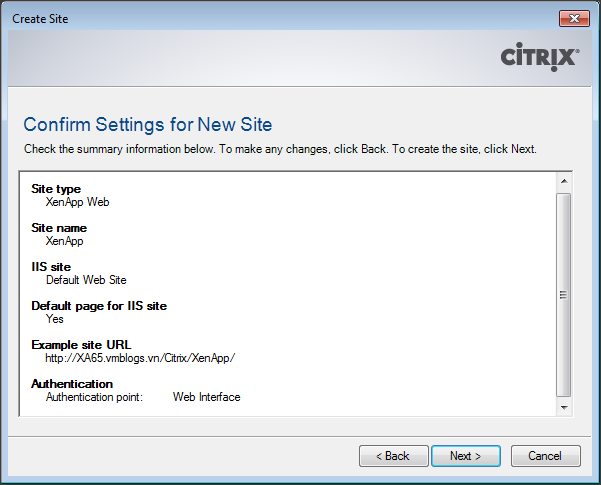 Create Site
CITRIX®
Confirm Settings for New Site
Check the summary information below. To make any changes, click Back. To create the site, click Next.
Site type
XenApp Web
Site name
XenApp
IIS site
Default Web Site
Default page for IIS site
Yes
Example site URL
http://XA65.vmblogs.vn/Citrix/XenApp/
Authentication
Authentication point: Web Interface
< Back Next > Cancel